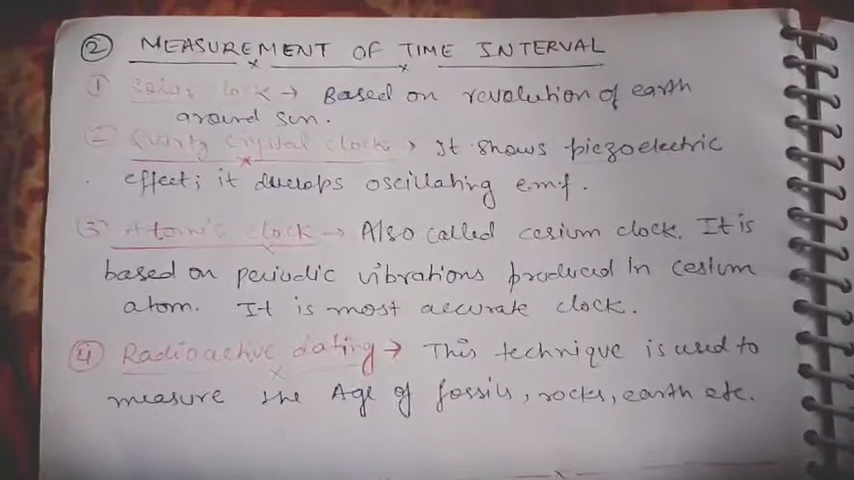 ② MEASUREMENT OF TIME INTERVAL
① Solar clock → Based on revolution of earth
around sun.
② Quartz crystal clock → It shows piezoelectric
effect; it develops oscillating e.m.f.
③ Atomic clock → Also called cesium clock. It is
based on periodic vibrations produced in cesium
atom. It is most accurate clock.
④ Radioactive dating → This technique is used to
measure the Age of fossils, rocks, earth etc.